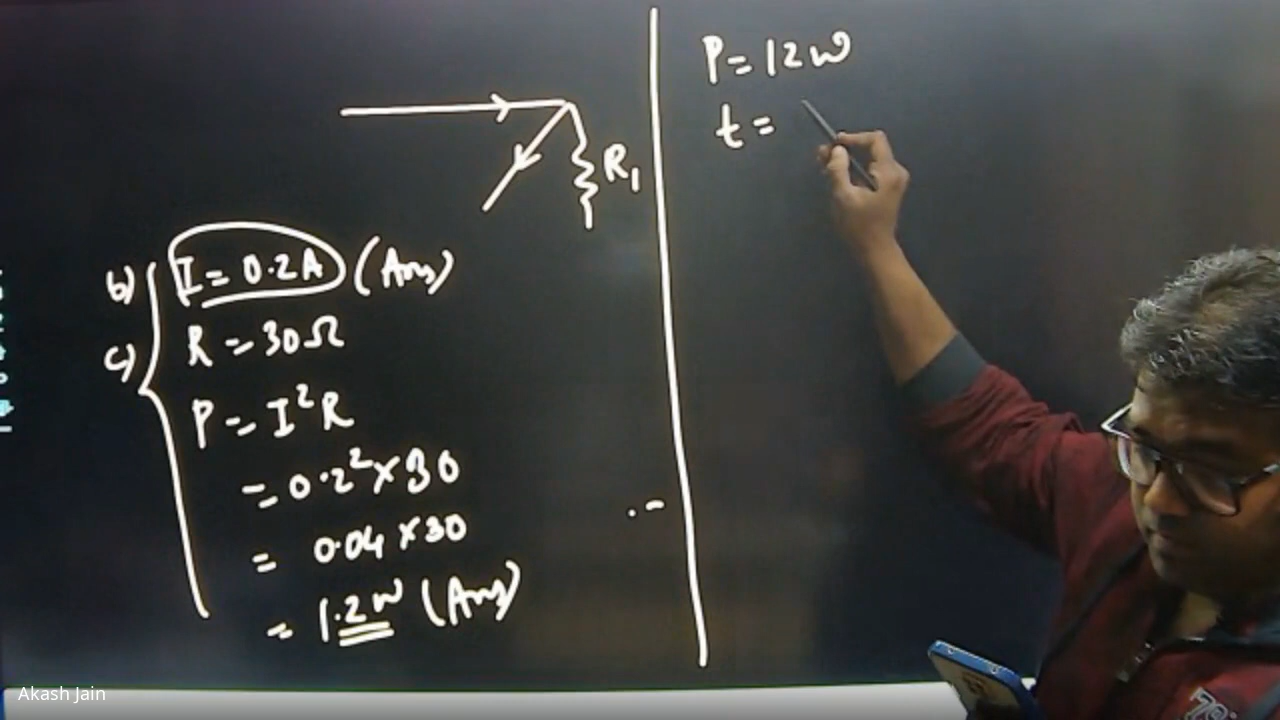 R₁
b) I = 0.2A (Ans)
c) R = 30Ω
P = I²R
= 0.2² × 30
= 0.04 × 30
= 1.2W (Ans)
P = 12W
t =
Akash Jain